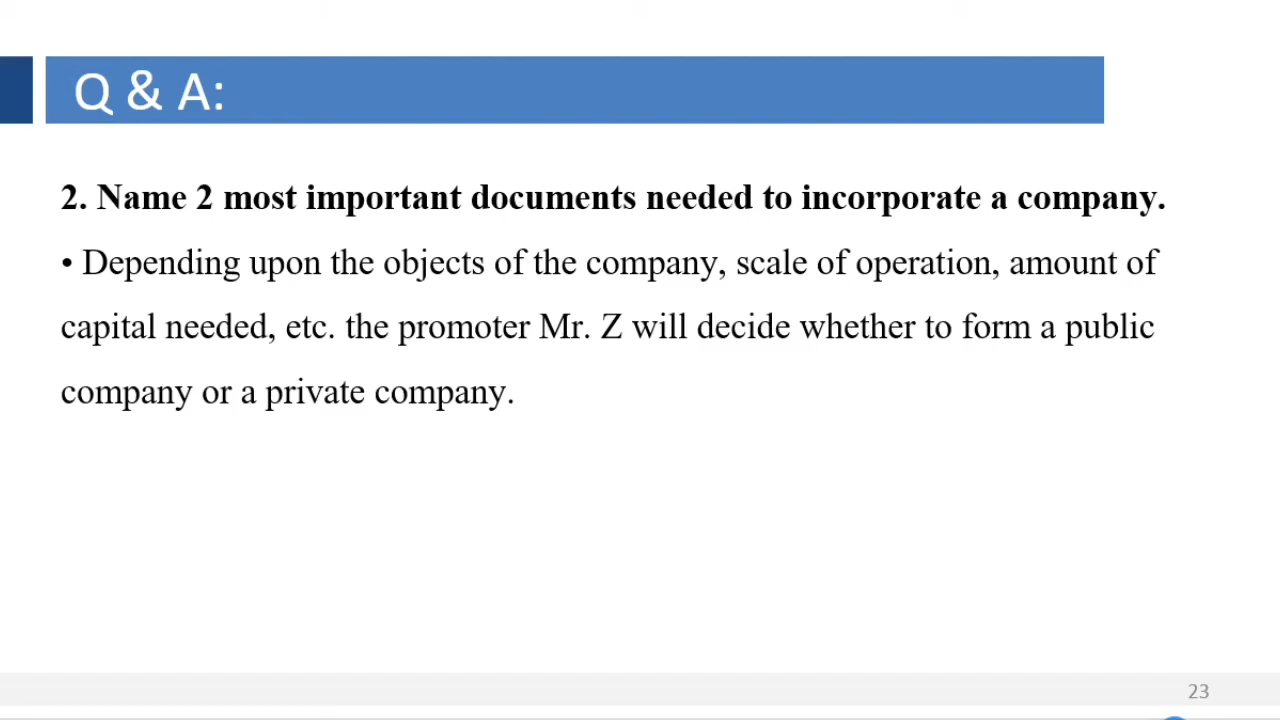 Q & A:
2. Name 2 most important documents needed to incorporate a company.
• Depending upon the objects of the company, scale of operation, amount of
capital needed, etc. the promoter Mr. Z will decide whether to form a public
company or a private company.
23